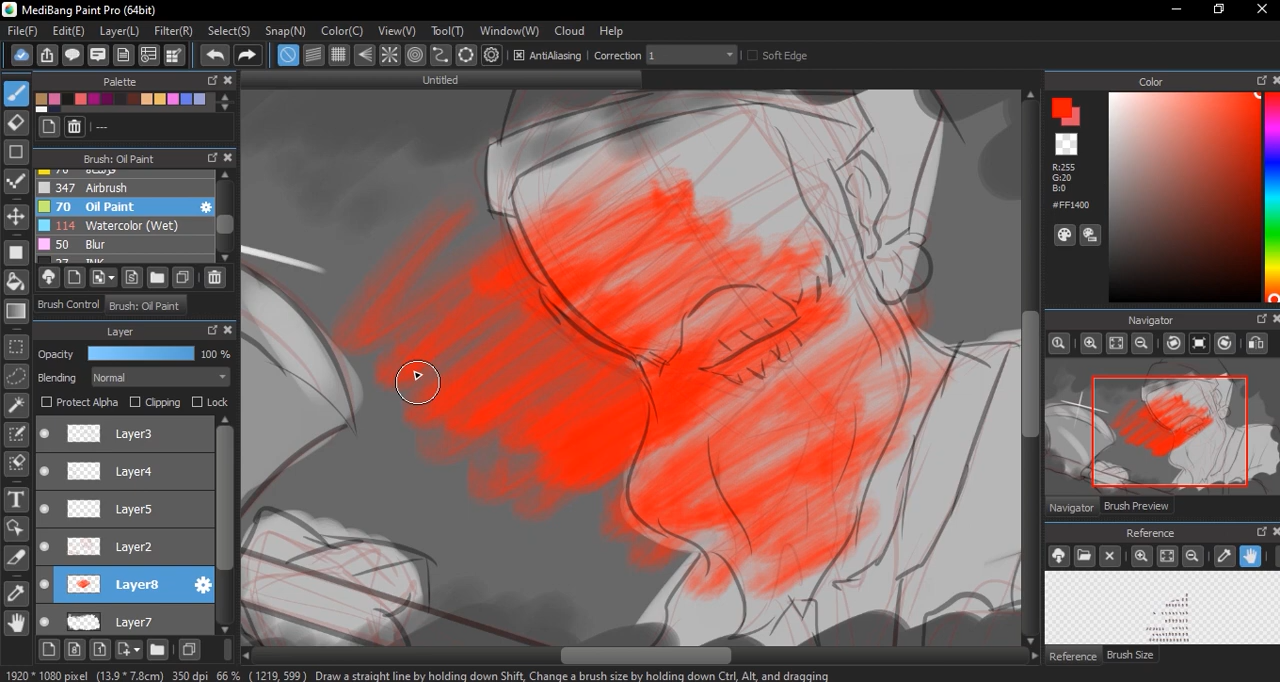 MediBang Paint Pro (64bit)
File(F) Edit(E) Layer(L) Filter(R) Select(S) Snap(N) Color(C) View(V) Tool(T) Window(W) Cloud Help
AntiAliasing Correction 1 Soft Edge
Palette
Untitled
Color
---
Brush: Oil Paint
347 Airbrush
70 Oil Paint
114 Watercolor (Wet)
50 Blur
Brush Control Brush: Oil Paint
R:255
G:20
B:0
#FF1400
Layer
Opacity 100 %
Blending Normal
Protect Alpha Clipping Lock
Layer3
Layer4
Layer5
Layer2
Layer8
Layer7
Navigator
Navigator Brush Preview
Reference
Reference Brush Size
1920 * 1080 pixel (13.9 * 7.8cm) 350 dpi 66 % ( 1219, 599 ) Draw a straight line by holding down Shift, Change a brush size by holding down Ctrl, Alt, and dragging